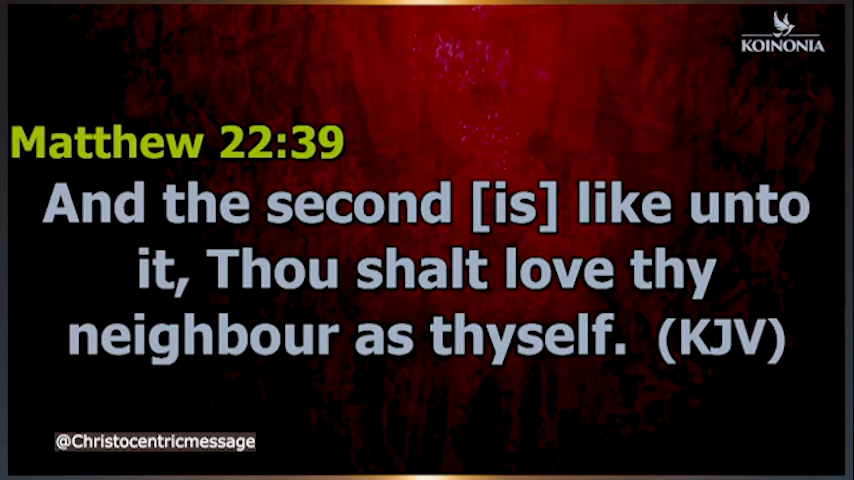 KOINONIA
Matthew 22:39
And the second [is] like unto
it, Thou shalt love thy
neighbour as thyself. (KJV)
@Christocentricmessage